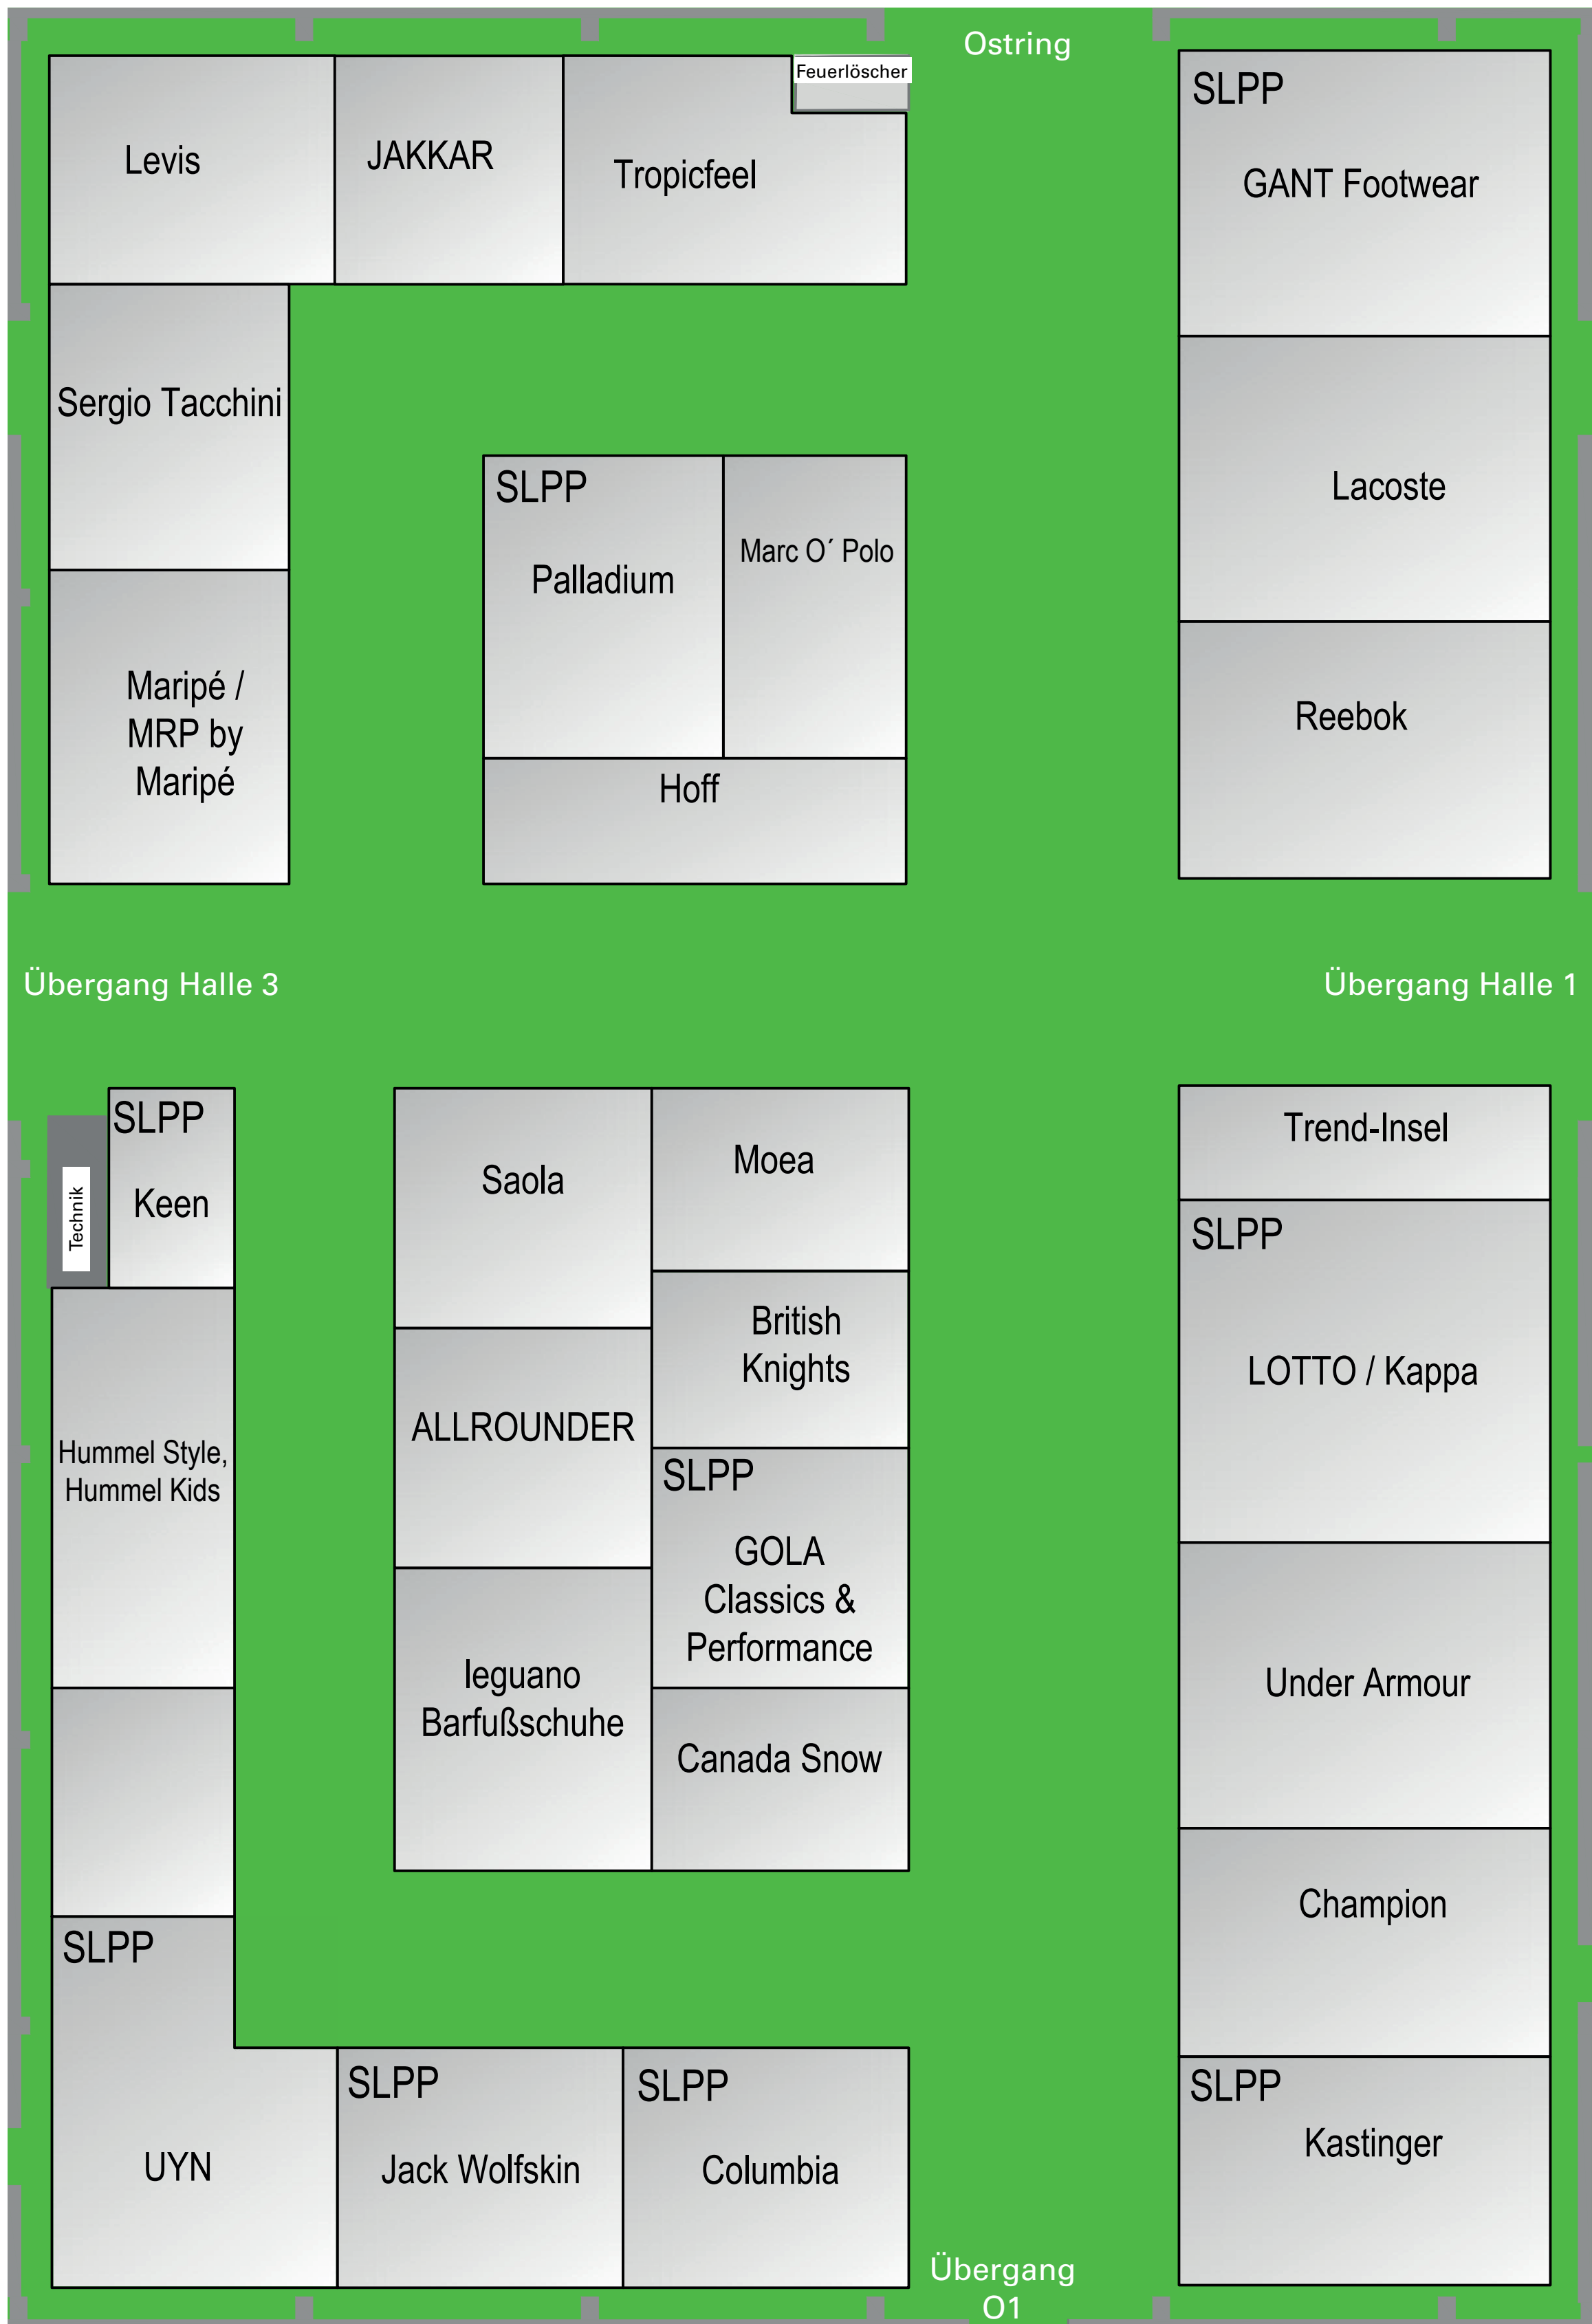 Ostring
Feuerlöscher
Levis
JAKKAR
Tropicfeel
SLPP
GANT Footwear
Sergio Tacchini
SLPP
Palladium
Marc O´ Polo
Lacoste
Maripé /
MRP by
Maripé
Hoff
Reebok
Übergang Halle 3
Übergang Halle 1
Technik
SLPP
Keen
Saola
Moea
Trend-Insel
SLPP
LOTTO / Kappa
British
Knights
ALLROUNDER
Hummel Style,
Hummel Kids
SLPP
GOLA
Classics &
Performance
Ieguano
Barfußschuhe
Under Armour
Canada Snow
Champion
SLPP
UYN
SLPP
Jack Wolfskin
SLPP
Columbia
SLPP
Kastinger
Übergang
O1